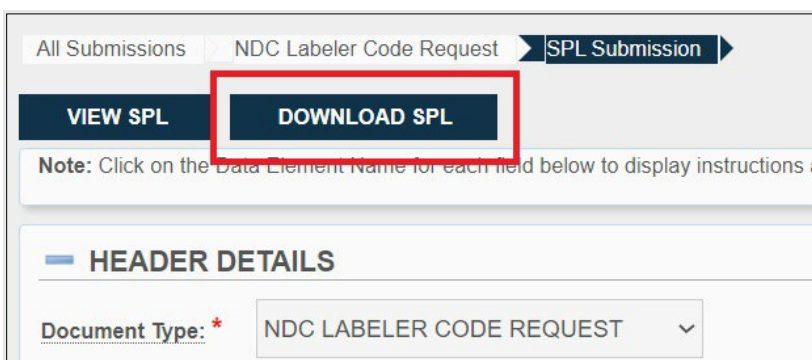 All Submissions NDC Labeler Code Request SPL Submission
VIEW SPL DOWNLOAD SPL
Note: Click on the Data Element Name for each field below to display instructions
HEADER DETAILS
Document Type: * NDC LABELER CODE REQUEST